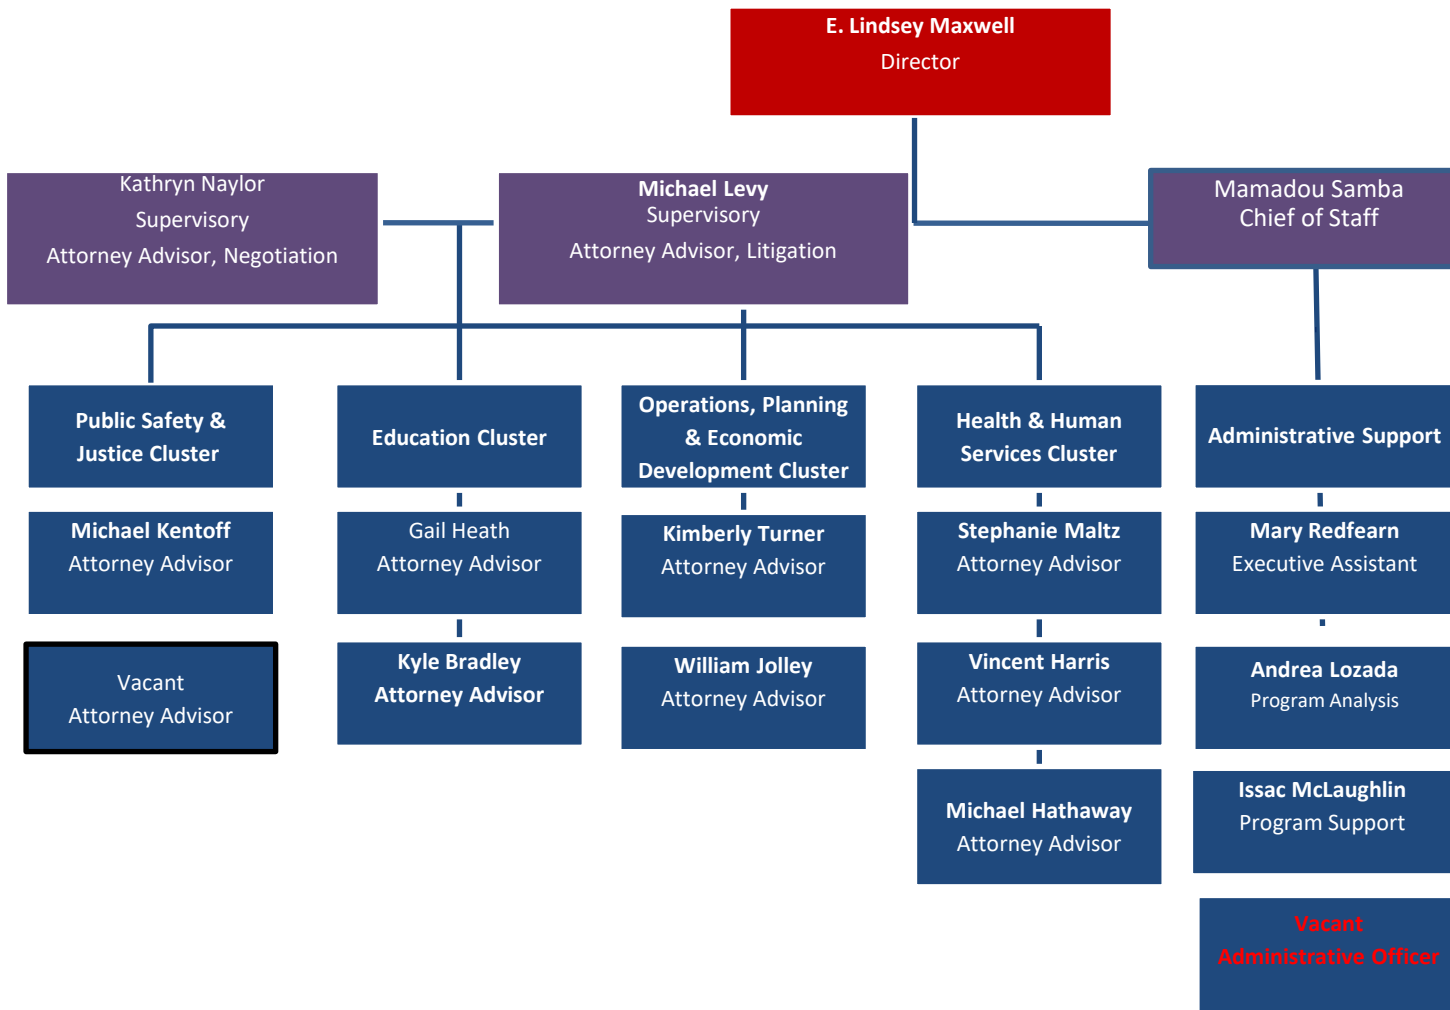 E. Lindsey Maxwell
Director
Kathryn Naylor
Supervisory
Attorney Advisor, Negotiation
Michael Levy
Supervisory
Attorney Advisor, Litigation
Mamadou Samba
Chief of Staff
Public Safety &
Justice Cluster
Education Cluster
Operations, Planning
& Economic
Development Cluster
Health & Human
Services Cluster
Administrative Support
Michael Kentoff
Attorney Advisor
Gail Heath
Attorney Advisor
Kimberly Turner
Attorney Advisor
Stephanie Maltz
Attorney Advisor
Mary Redfearn
Executive Assistant
Vacant
Attorney Advisor
Kyle Bradley
Attorney Advisor
William Jolley
Attorney Advisor
Vincent Harris
Attorney Advisor
Andrea Lozada
Program Analysis
Michael Hathaway
Attorney Advisor
Issac McLaughlin
Program Support
Vacant
Administrative Officer